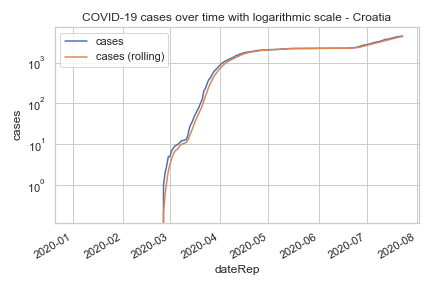 COVID-19 cases over time with logarithmic scale - Croatia
cases
cases (rolling)
10³
10²
10¹
10⁰
cases
2020-01
2020-02
2020-03
2020-04
2020-05
2020-06
2020-07
2020-08
dateRep